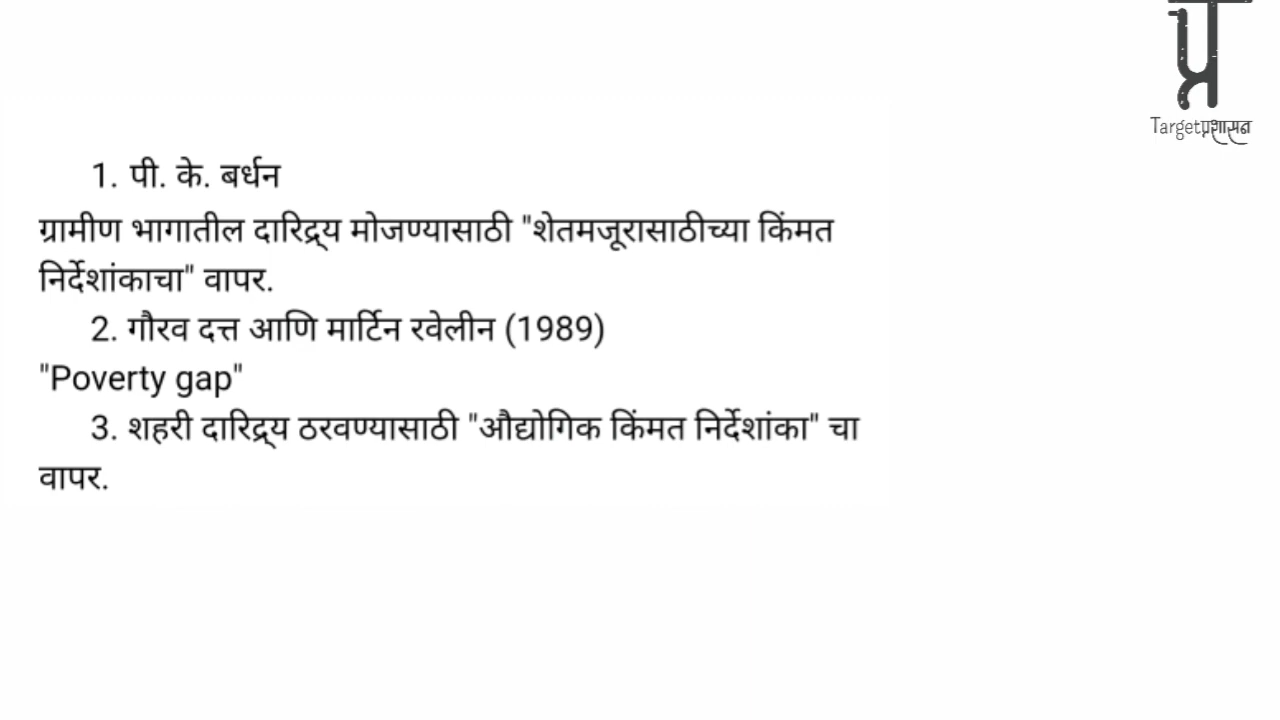 Targetप्रशासन
1. पी. के. बर्धन
ग्रामीण भागातील दारिद्र्य मोजण्यासाठी "शेतमजूरासाठीच्या किंमत
निर्देशांकाचा" वापर.
2. गौरव दत्त आणि मार्टिन रवेलीन (1989)
"Poverty gap"
3. शहरी दारिद्र्य ठरवण्यासाठी "औद्योगिक किंमत निर्देशांका" चा
वापर.